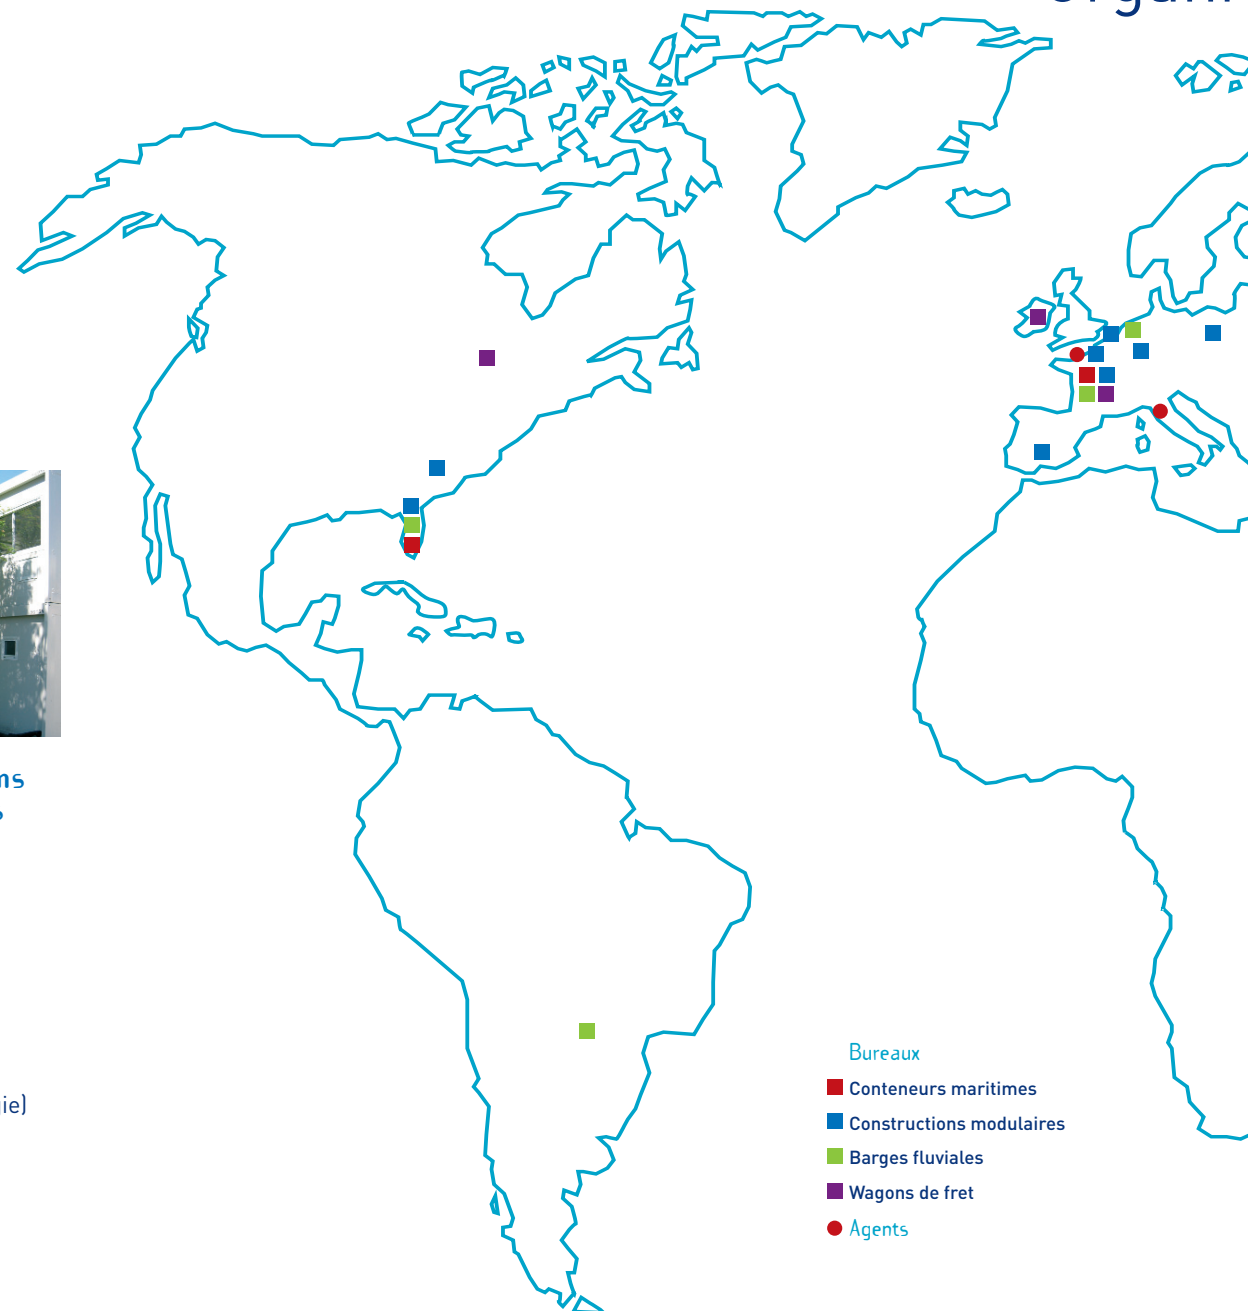 Bureaux
Conteneurs maritimes
Constructions modulaires
Barges fluviales
Wagons de fret
Agents